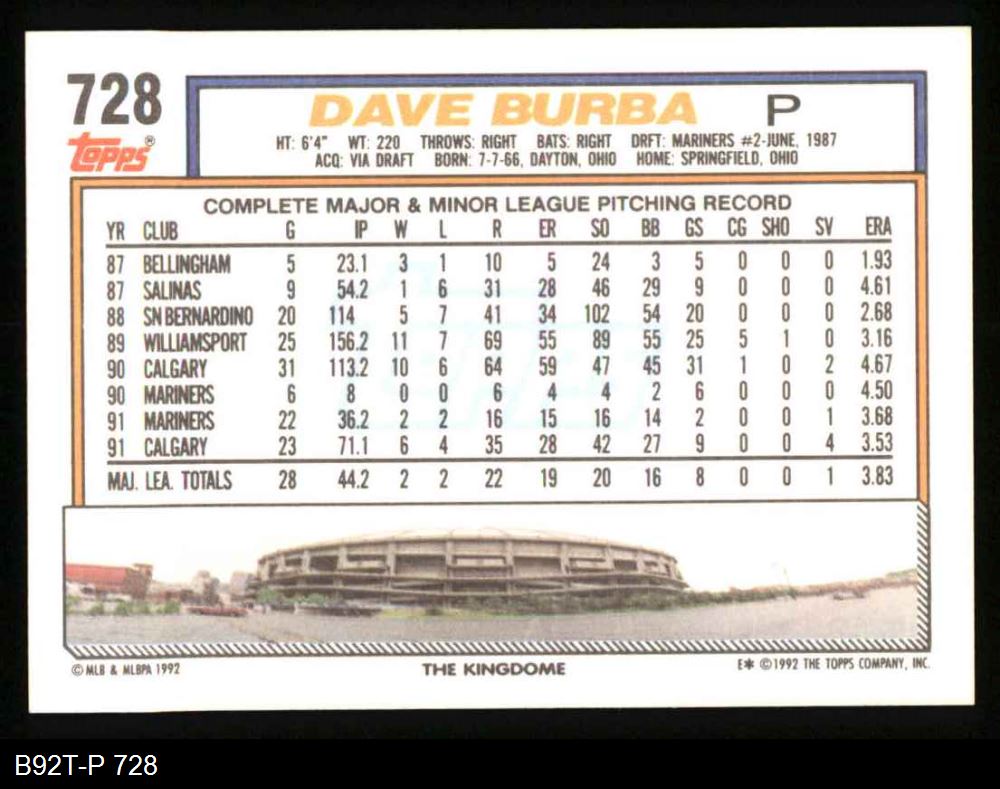 728
Topps®
DAVE BURBA P
HT: 6'4" WT: 220 THROWS: RIGHT BATS: RIGHT DRFT: MARINERS #2-JUNE, 1987
ACQ: VIA DRAFT BORN: 7-7-66, DAYTON, OHIO HOME: SPRINGFIELD, OHIO
COMPLETE MAJOR & MINOR LEAGUE PITCHING RECORD
YR CLUB G IP W L R ER SO BB GS CG SHO SV ERA
87 BELLINGHAM 5 23.1 3 1 10 5 24 3 5 0 0 0 1.93
87 SALINAS 9 54.2 1 6 31 28 46 29 9 0 0 0 4.61
88 SN BERNARDINO 20 114 5 7 41 34 102 54 20 0 0 0 2.68
89 WILLIAMSPORT 25 156.2 11 7 69 55 89 55 25 5 1 0 3.16
90 CALGARY 31 113.2 10 6 64 59 47 45 31 1 0 2 4.67
90 MARINERS 6 8 0 0 6 4 4 2 6 0 0 0 4.50
91 MARINERS 22 36.2 2 2 16 15 16 14 2 0 0 1 3.68
91 CALGARY 23 71.1 6 4 35 28 42 27 9 0 0 4 3.53
MAJ. LEA. TOTALS 28 44.2 2 2 22 19 20 16 8 0 0 1 3.83
© MLB & MLBPA 1992 THE KINGDOME E✱ ©1992 THE TOPPS COMPANY, INC.
B92T-P 728